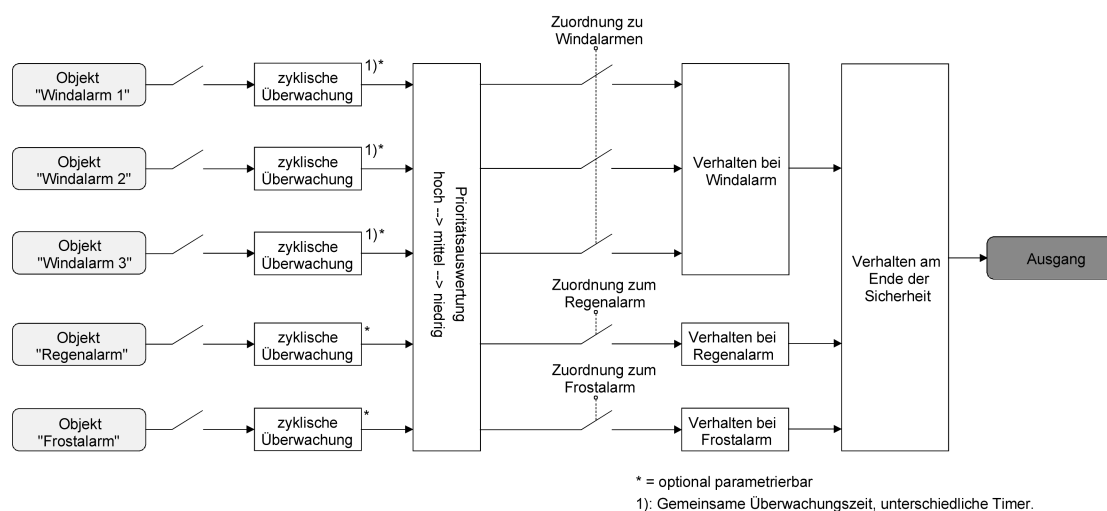 Zuordnung zu
Windalarmen
Objekt
"Windalarm 1"
zyklische
Überwachung
1)*
Objekt
"Windalarm 2"
zyklische
Überwachung
1)*
Objekt
"Windalarm 3"
zyklische
Überwachung
1)*
Objekt
"Regenalarm"
zyklische
Überwachung
*
Objekt
"Frostalarm"
zyklische
Überwachung
*
Prioritätsauswertung
hoch --> mittel --> niedrig
Verhalten bei
Windalarm
Zuordnung zum
Regenalarm
Verhalten bei
Regenalarm
Zuordnung zum
Frostalarm
Verhalten bei
Frostalarm
Verhalten am
Ende der
Sicherheit
Ausgang
* = optional parametrierbar
1): Gemeinsame Überwachungszeit, unterschiedliche Timer.